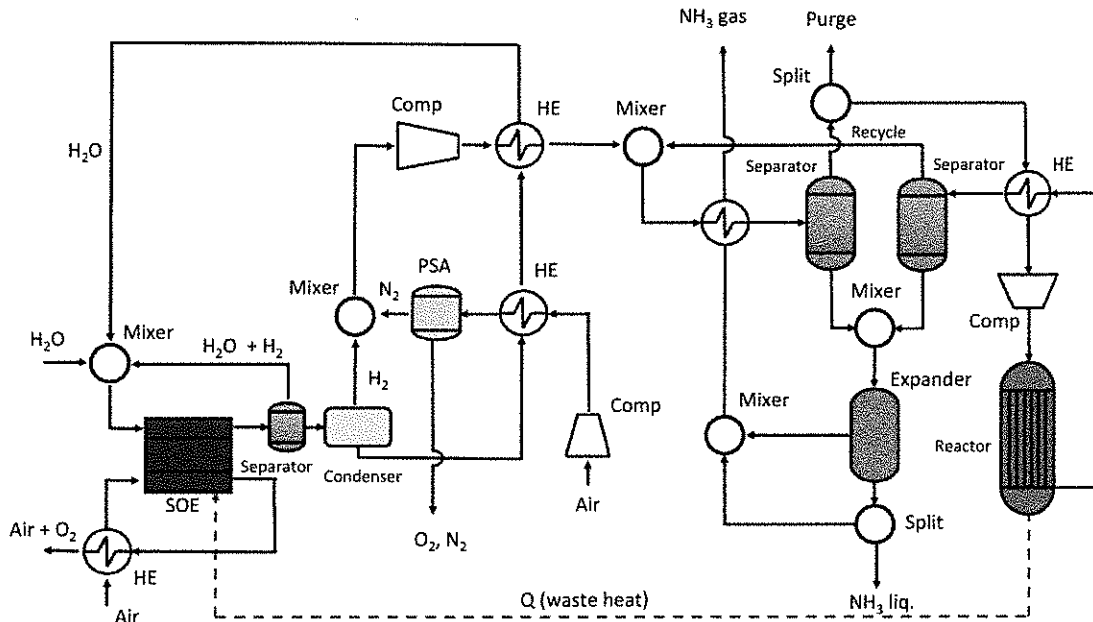 NH₃ gas
Purge
Split
Comp
HE
Mixer
H₂O
Recycle
Separator
Separator
HE
PSA
HE
Mixer
N₂
Mixer
Comp
H₂O
Mixer
H₂O + H₂
H₂
Expander
Comp
Mixer
Reactor
Separator
Condenser
SOE
Air
Split
Air + O₂
O₂, N₂
HE
Q (waste heat)
NH₃ liq.
Air